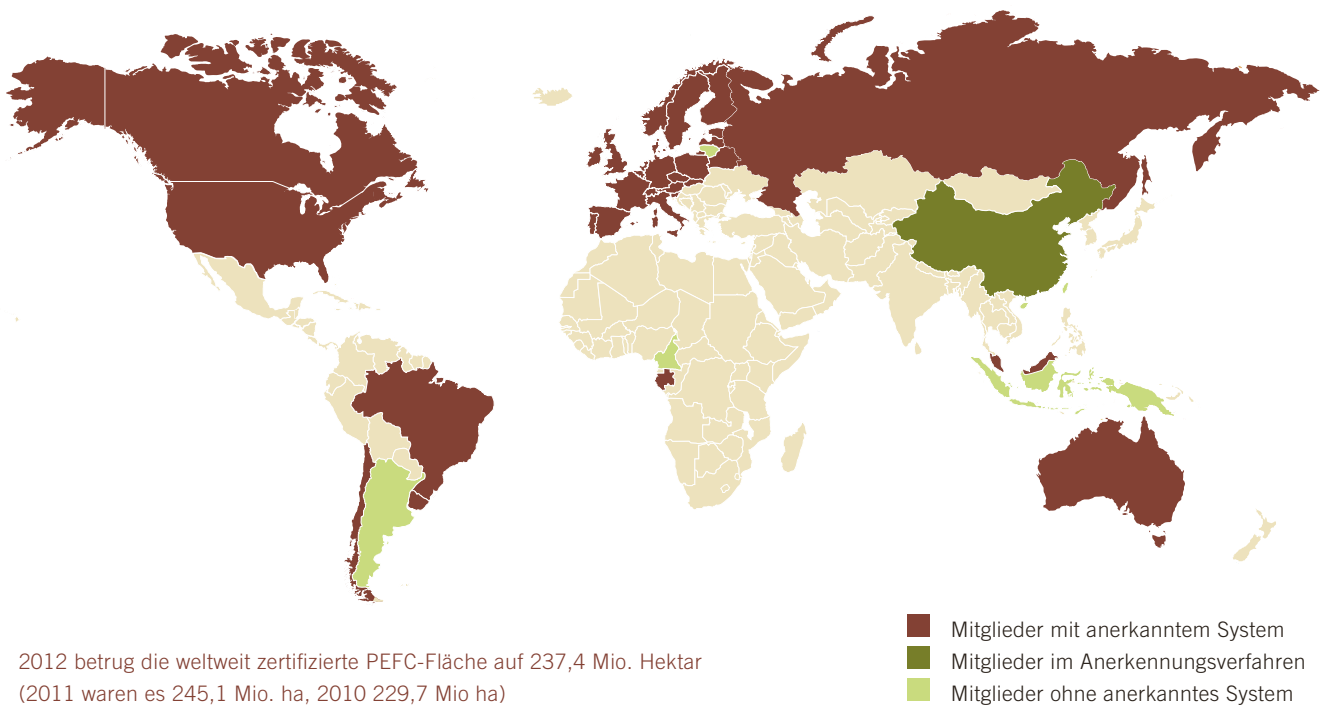 2012 betrug die weltweit zertifizierte PEFC-Fläche auf 237,4 Mio. Hektar
(2011 waren es 245,1 Mio. ha, 2010 229,7 Mio ha)
Mitglieder mit anerkanntem System
Mitglieder im Anerkennungsverfahren
Mitglieder ohne anerkanntes System